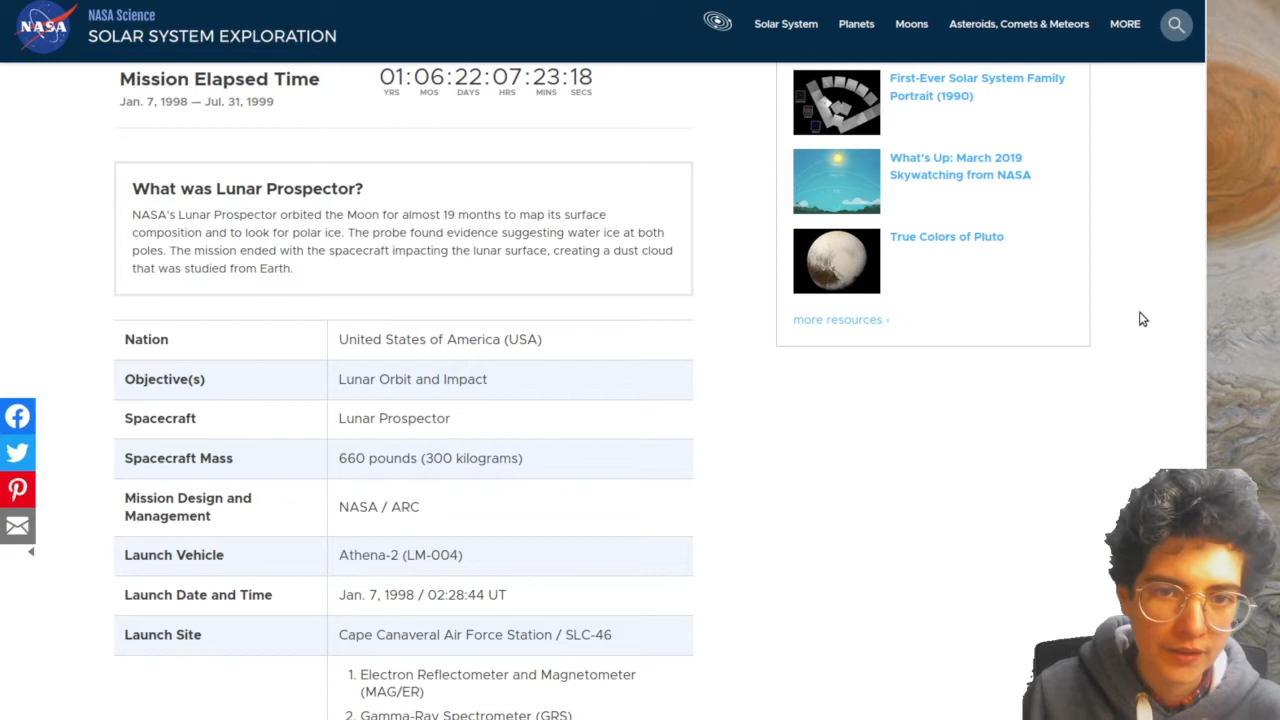 NASA
NASA Science
SOLAR SYSTEM EXPLORATION
Solar System
Planets
Moons
Asteroids, Comets & Meteors
MORE
Mission Elapsed Time
Jan. 7, 1998 — Jul. 31, 1999
01:06:22:07:23:18
YRS MOS DAYS HRS MINS SECS
What was Lunar Prospector?
NASA's Lunar Prospector orbited the Moon for almost 19 months to map its surface
composition and to look for polar ice. The probe found evidence suggesting water ice at both
poles. The mission ended with the spacecraft impacting the lunar surface, creating a dust cloud
that was studied from Earth.
Nation
United States of America (USA)
Objective(s)
Lunar Orbit and Impact
Spacecraft
Lunar Prospector
Spacecraft Mass
660 pounds (300 kilograms)
Mission Design and
Management
NASA / ARC
Launch Vehicle
Athena-2 (LM-004)
Launch Date and Time
Jan. 7, 1998 / 02:28:44 UT
Launch Site
Cape Canaveral Air Force Station / SLC-46
1. Electron Reflectometer and Magnetometer
(MAG/ER)
2. Gamma-Ray Spectrometer (GRS)
First-Ever Solar System Family
Portrait (1990)
What's Up: March 2019
Skywatching from NASA
True Colors of Pluto
more resources ›